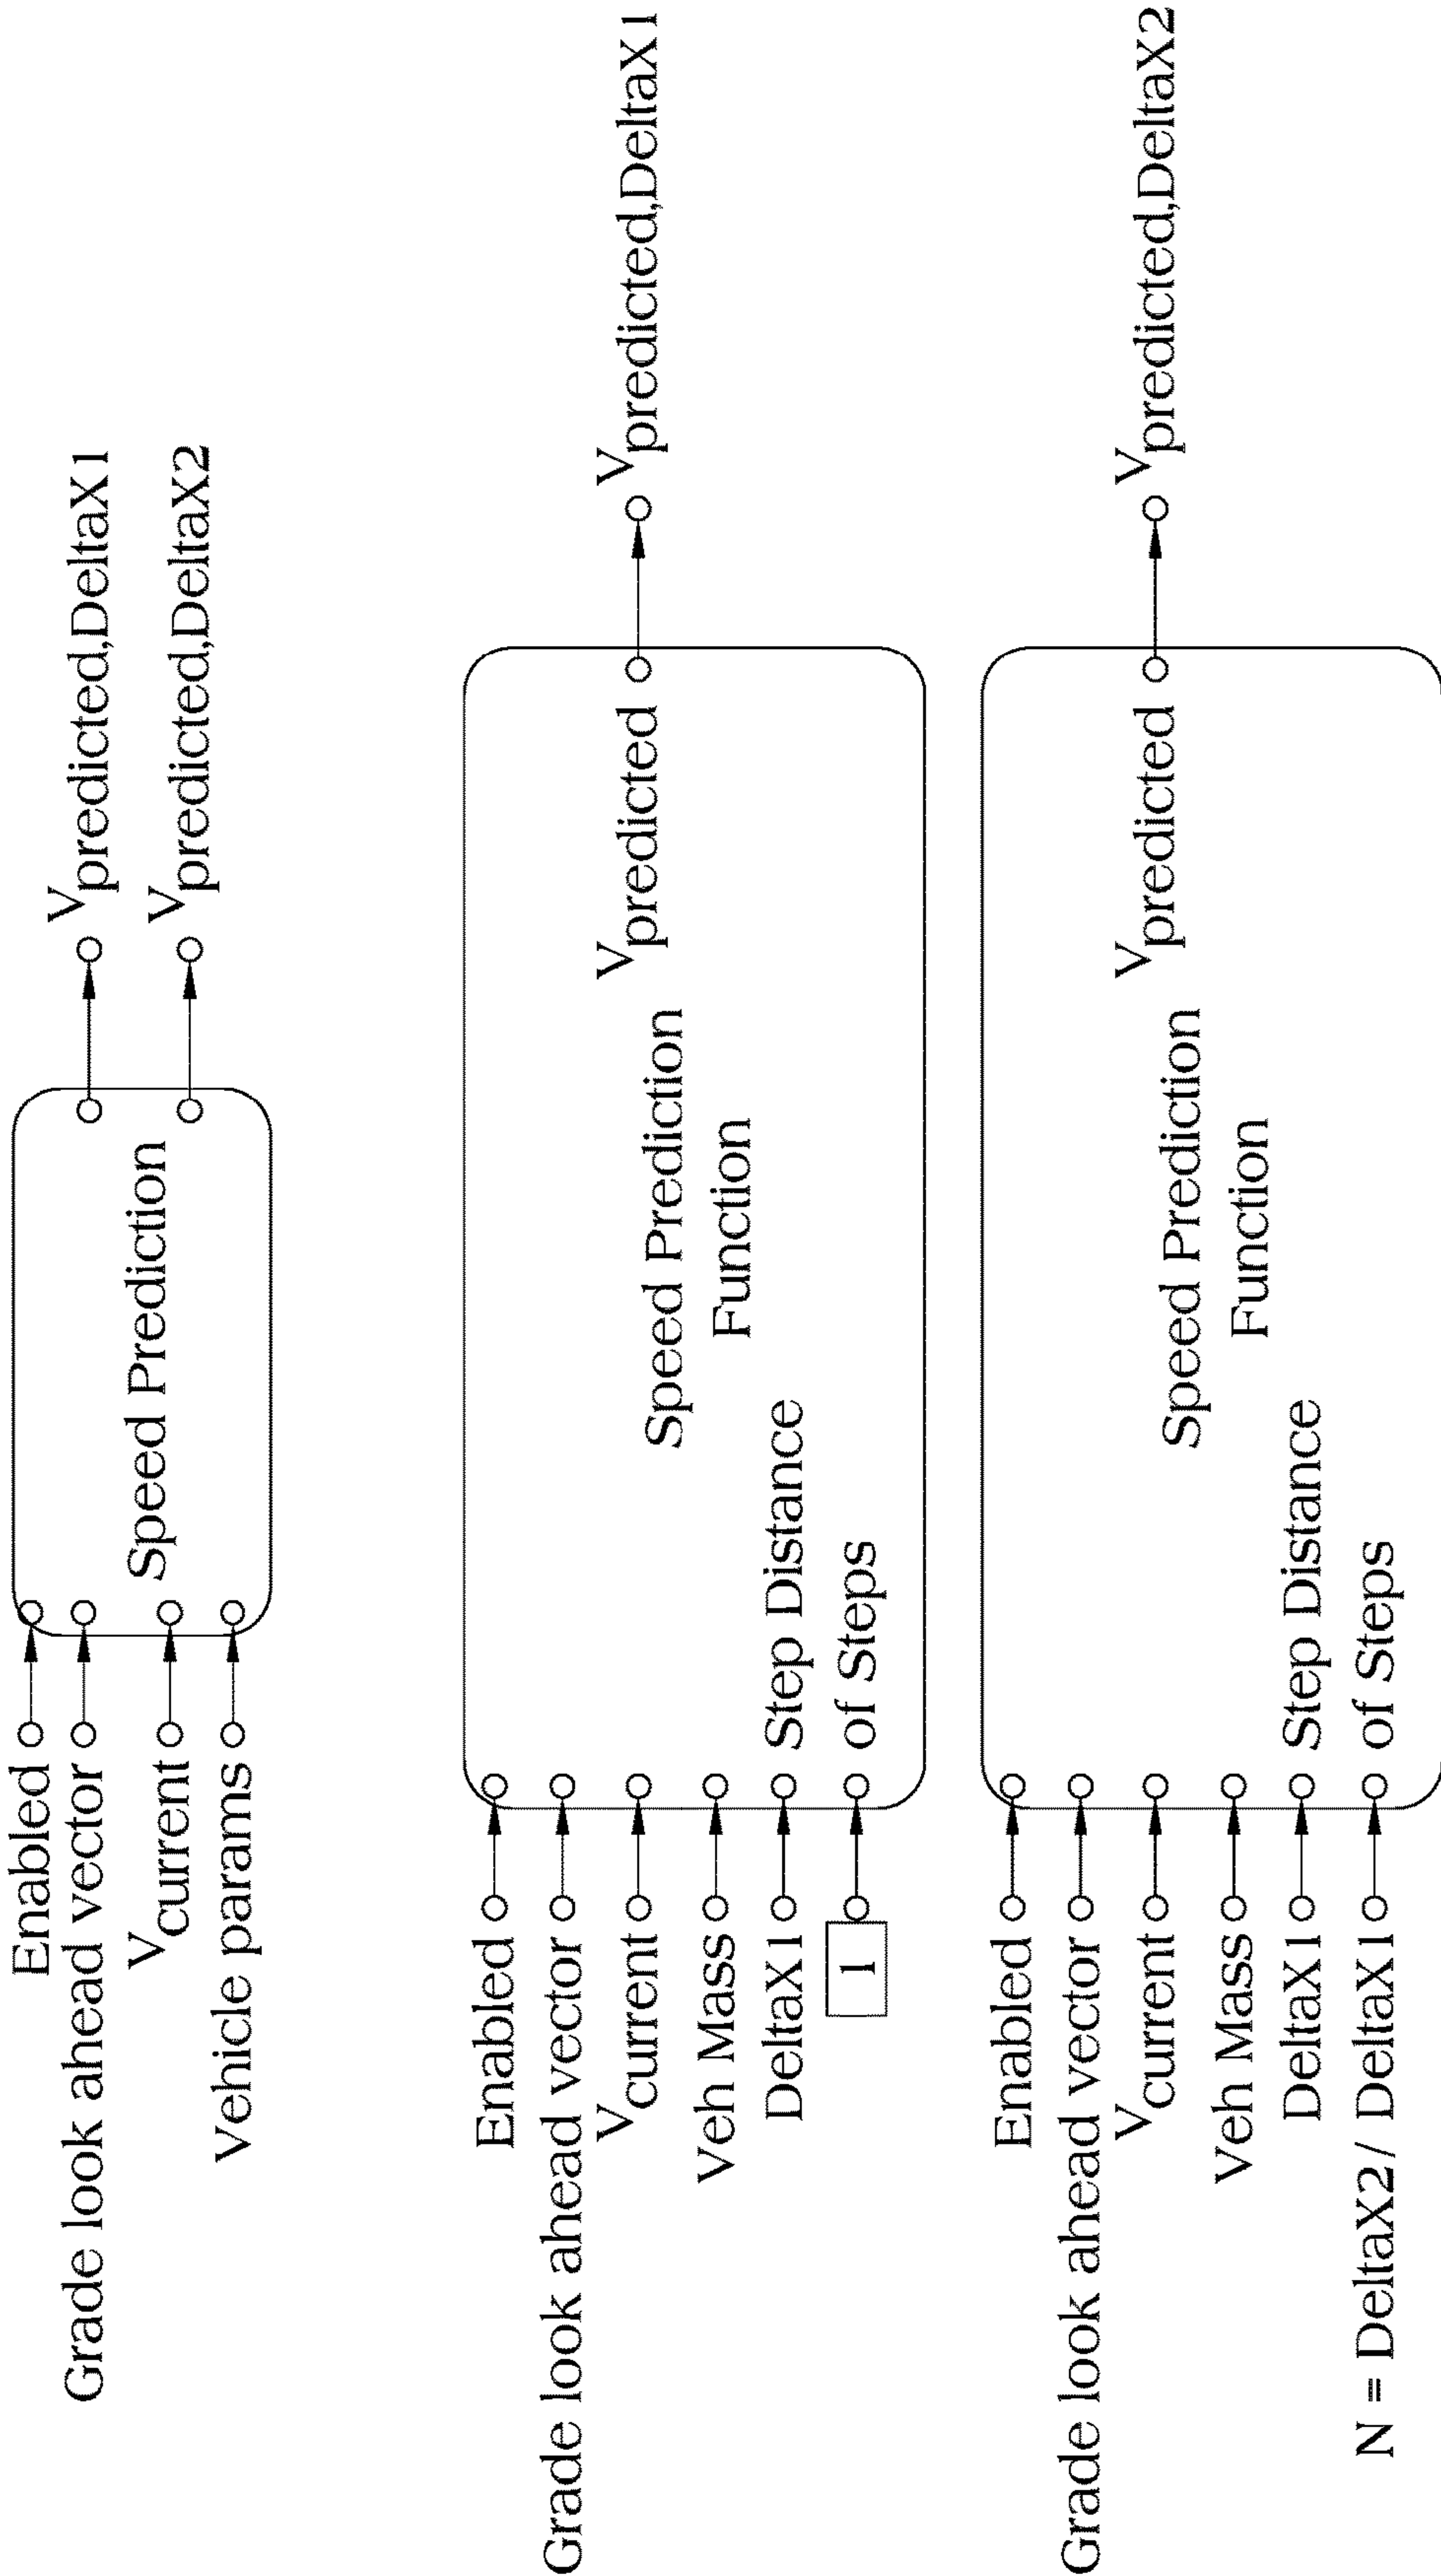 Enabled
Grade look ahead vector
Vcurrent
Vehicle params
Speed Prediction
Vpredicted,DeltaX1
Vpredicted,DeltaX2
Enabled
Grade look ahead vector
Vcurrent
Veh Mass
DeltaX1
1
Step Distance
of Steps
Speed Prediction
Function
Vpredicted
Vpredicted,DeltaX1
Enabled
Grade look ahead vector
Vcurrent
Veh Mass
DeltaX1
N = DeltaX2/ DeltaX1
Step Distance
of Steps
Speed Prediction
Function
Vpredicted
Vpredicted,DeltaX2